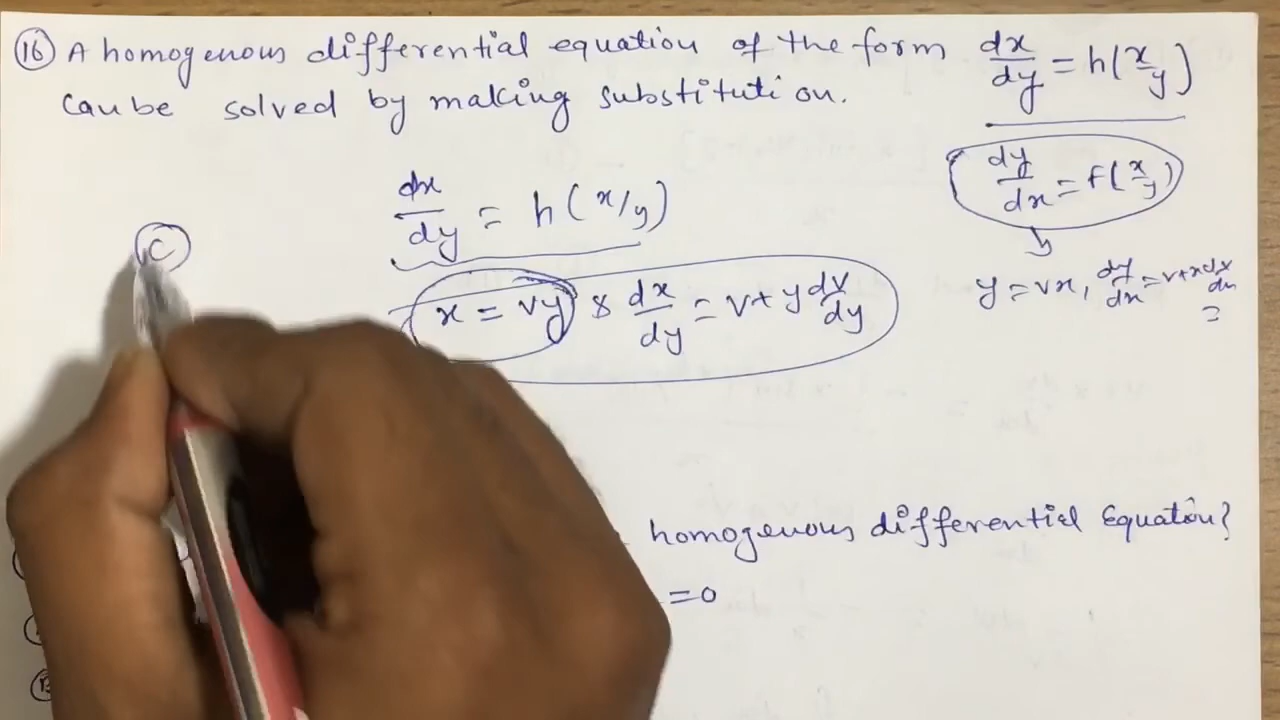 (16) A homogenous differential equation of the form dx/dy = h(x/y)
can be solved by making substitution.
dy/dx = f(x/y)
dx/dy = h(x/y)
(C)
x = vy & dx/dy = v + y dv/dy
y = vx, dy/dx = v + x dv/dx
homogenous differential Equation?
=0